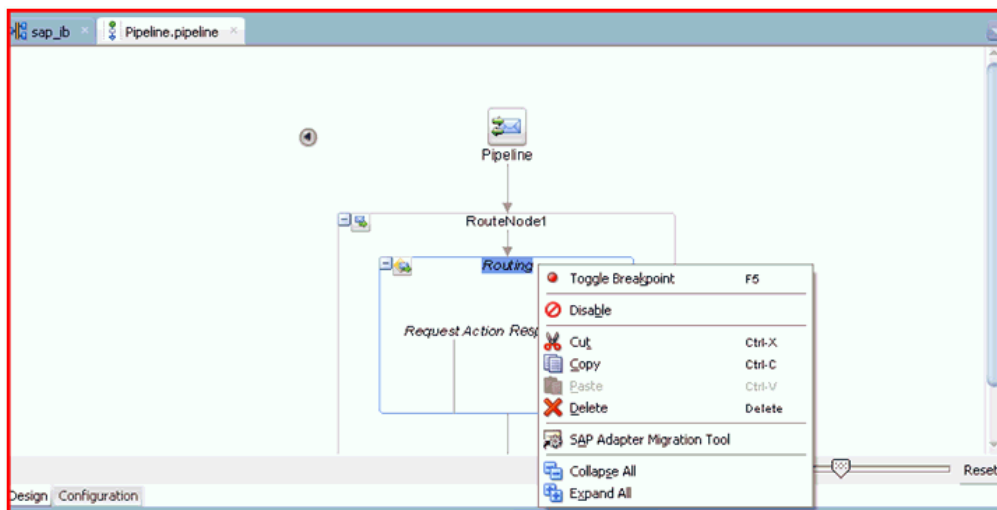 sap_jb
Pipeline.pipeline
Pipeline
RouteNode1
Routing
Request Action Resp
Toggle Breakpoint F5
Disable
Cut Ctrl-X
Copy Ctrl-C
Paste Ctrl-V
Delete Delete
SAP Adapter Migration Tool
Collapse All
Expand All
Reset
Design Configuration